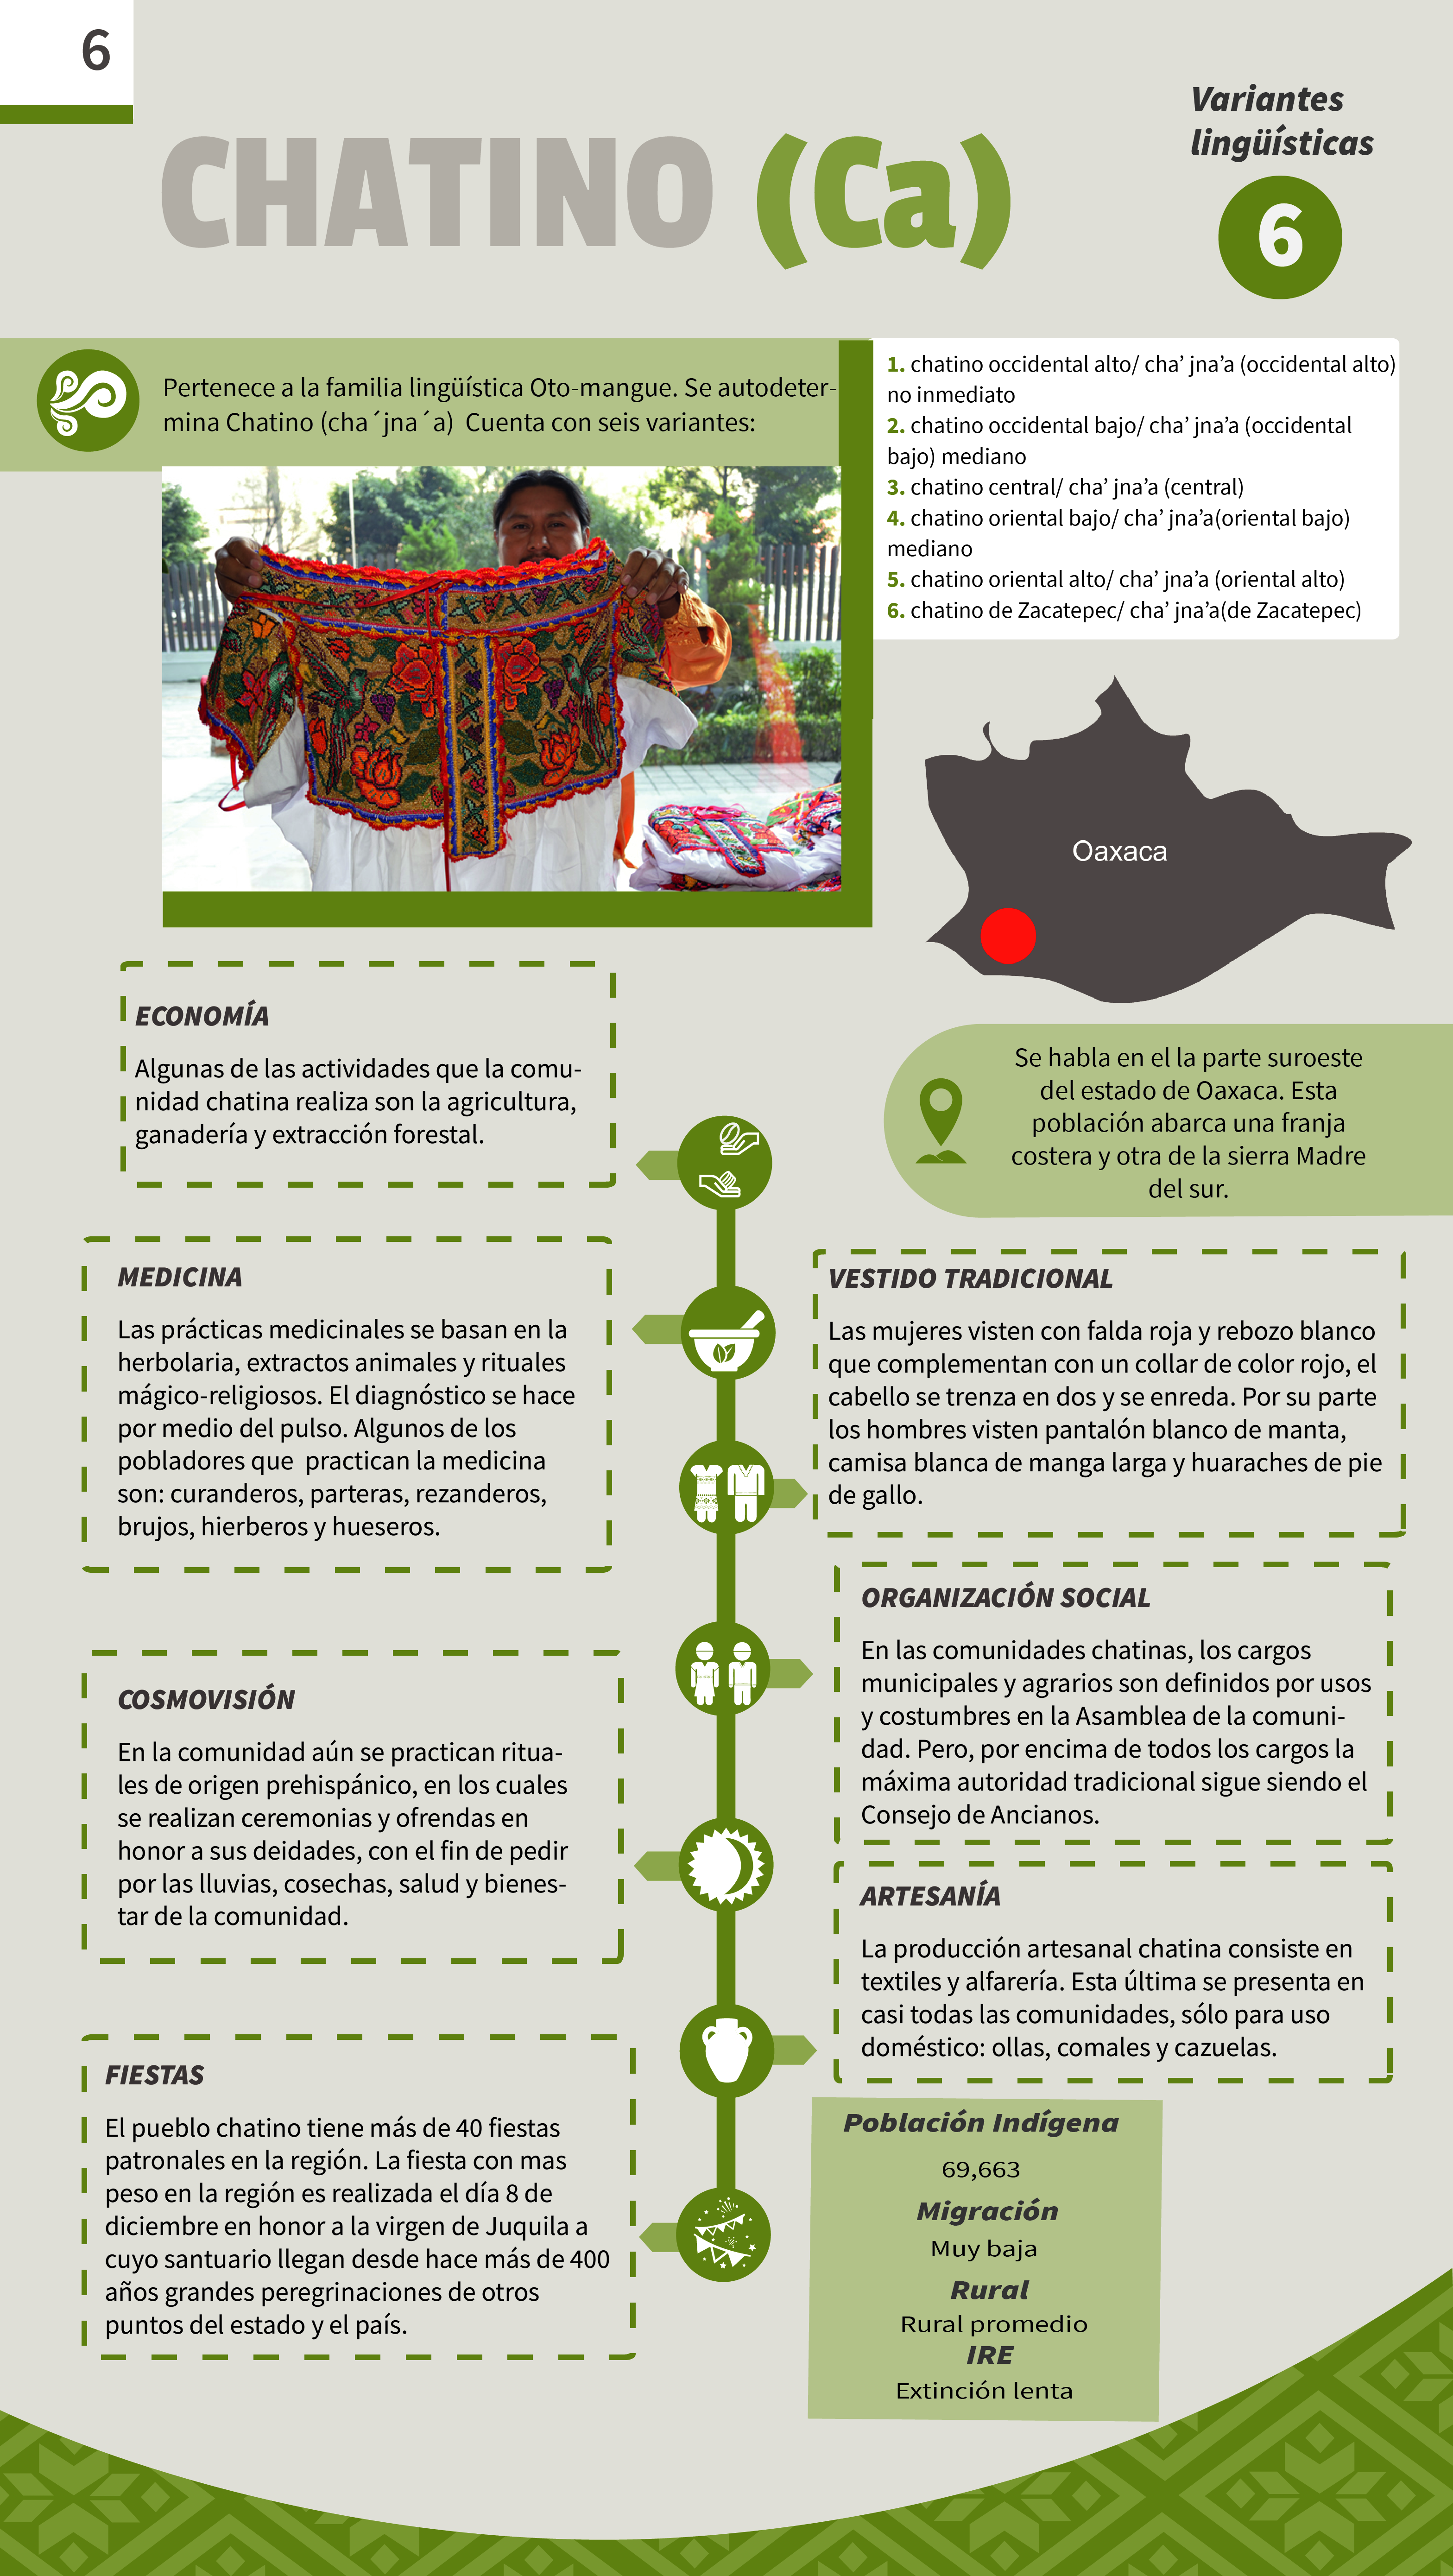 6
CHATINO (Ca)
Variantes
lingüísticas
6
Pertenece a la familia lingüística Oto-mangue. Se autodeter-
mina Chatino (cha´jna´a)  Cuenta con seis variantes:
1. chatino occidental alto/ cha’ jna’a (occidental alto)
no inmediato
2. chatino occidental bajo/ cha’ jna’a (occidental
bajo) mediano
3. chatino central/ cha’ jna’a (central)
4. chatino oriental bajo/ cha’ jna’a(oriental bajo)
mediano
5. chatino oriental alto/ cha’ jna’a (oriental alto)
6. chatino de Zacatepec/ cha’ jna’a(de Zacatepec)
Oaxaca
Se habla en el la parte suroeste
del estado de Oaxaca. Esta
población abarca una franja
costera y otra de la sierra Madre
del sur.
ECONOMÍA
Algunas de las actividades que la comu-
nidad chatina realiza son la agricultura,
ganadería y extracción forestal.
MEDICINA
Las prácticas medicinales se basan en la
herbolaria, extractos animales y rituales
mágico-religiosos. El diagnóstico se hace
por medio del pulso. Algunos de los
pobladores que  practican la medicina
son: curanderos, parteras, rezanderos,
brujos, hierberos y hueseros.
VESTIDO TRADICIONAL
Las mujeres visten con falda roja y rebozo blanco
que complementan con un collar de color rojo, el
cabello se trenza en dos y se enreda. Por su parte
los hombres visten pantalón blanco de manta,
camisa blanca de manga larga y huaraches de pie
de gallo.
ORGANIZACIÓN SOCIAL
En las comunidades chatinas, los cargos
municipales y agrarios son definidos por usos
y costumbres en la Asamblea de la comuni-
dad. Pero, por encima de todos los cargos la
máxima autoridad tradicional sigue siendo el
Consejo de Ancianos.
COSMOVISIÓN
En la comunidad aún se practican ritua-
les de origen prehispánico, en los cuales
se realizan ceremonias y ofrendas en
honor a sus deidades, con el fin de pedir
por las lluvias, cosechas, salud y bienes-
tar de la comunidad.
ARTESANÍA
La producción artesanal chatina consiste en
textiles y alfarería. Esta última se presenta en
casi todas las comunidades, sólo para uso
doméstico: ollas, comales y cazuelas.
FIESTAS
El pueblo chatino tiene más de 40 fiestas
patronales en la región. La fiesta con mas
peso en la región es realizada el día 8 de
diciembre en honor a la virgen de Juquila a
cuyo santuario llegan desde hace más de 400
años grandes peregrinaciones de otros
puntos del estado y el país.
Población Indígena
69,663
Migración
Muy baja
Rural
Rural promedio
IRE
Extinción lenta